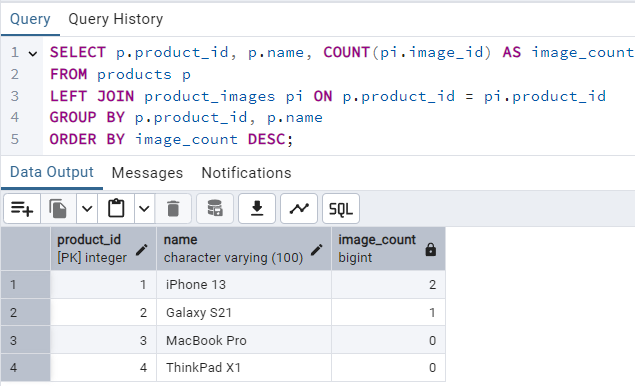 Query Query History
1 SELECT p.product_id, p.name, COUNT(pi.image_id) AS image_count
2 FROM products p
3 LEFT JOIN product_images pi ON p.product_id = pi.product_id
4 GROUP BY p.product_id, p.name
5 ORDER BY image_count DESC;
Data Output Messages Notifications
SQL
product_id name image_count
[PK] integer character varying (100) bigint
1 1 iPhone 13 2
2 2 Galaxy S21 1
3 3 MacBook Pro 0
4 4 ThinkPad X1 0